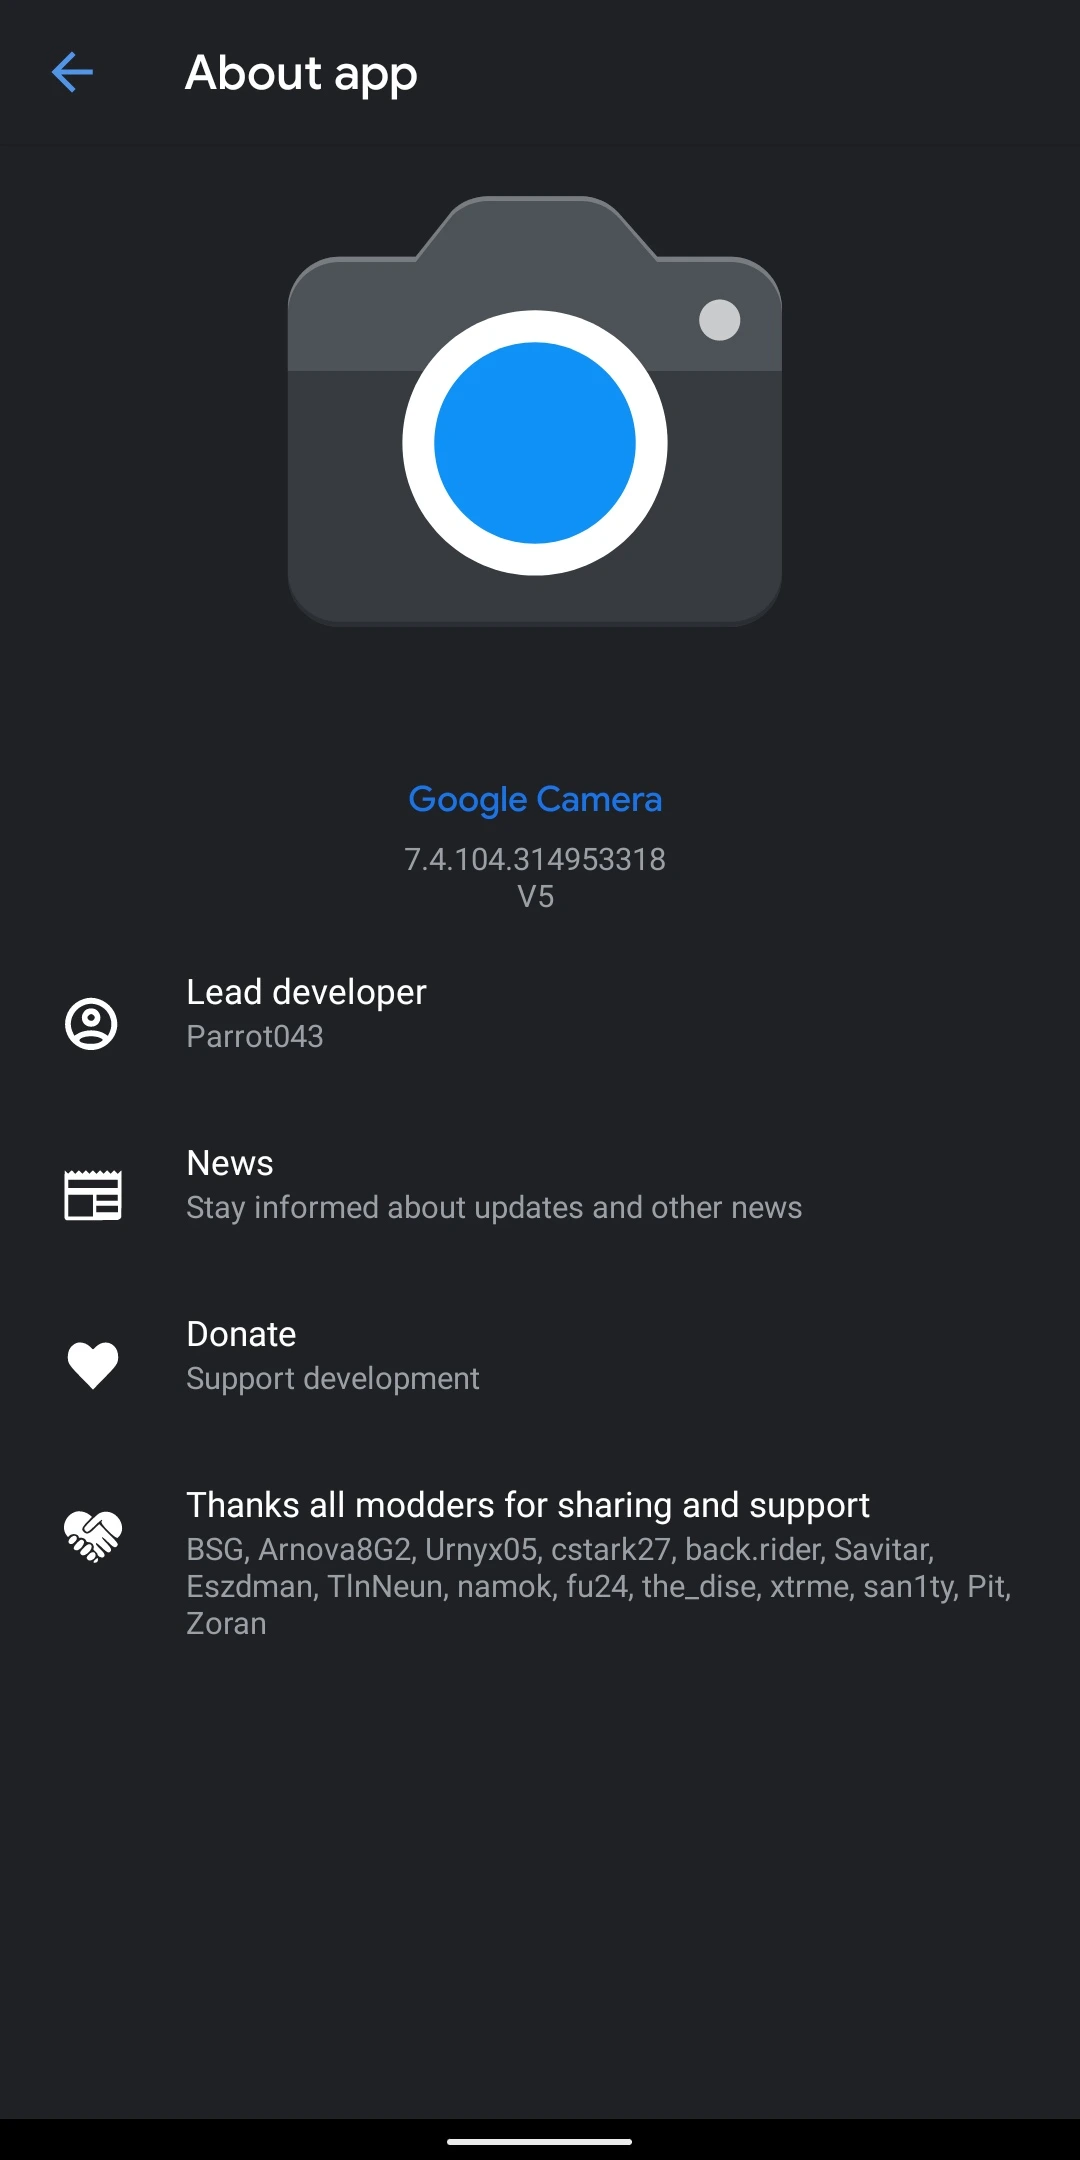 About app
Google Camera
7.4.104.314953318
V5
Lead developer
Parrot043
News
Stay informed about updates and other news
Donate
Support development
Thanks all modders for sharing and support
BSG, Arnova8G2, Urnyx05, cstark27, back.rider, Savitar,
Eszdman, TlnNeun, namok, fu24, the_dise, xtrme, san1ty, Pit,
Zoran